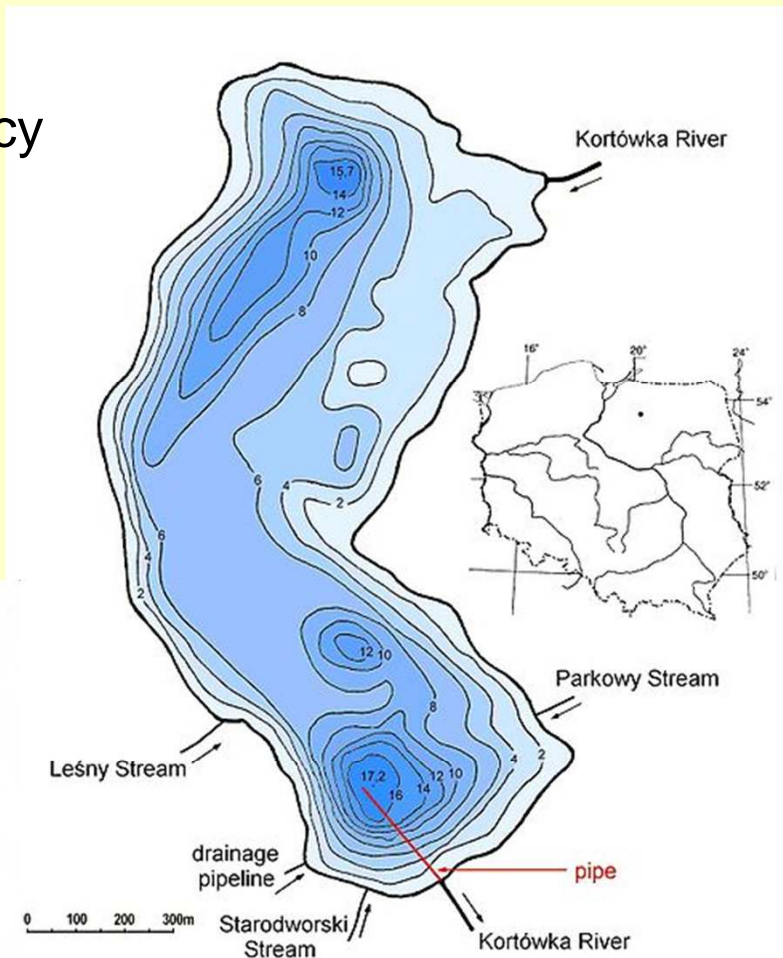 cy
Kortówka River
15,7
14
12
10
8
16°
20°
24°
54°
52°
50°
6
4
2
6
4
2
12 10
8
Parkowy Stream
4
2
Leśny Stream
17,2
16
14
12
10
drainage
pipeline
pipe
0 100 200 300m
Starodworski
Stream
Kortówka River